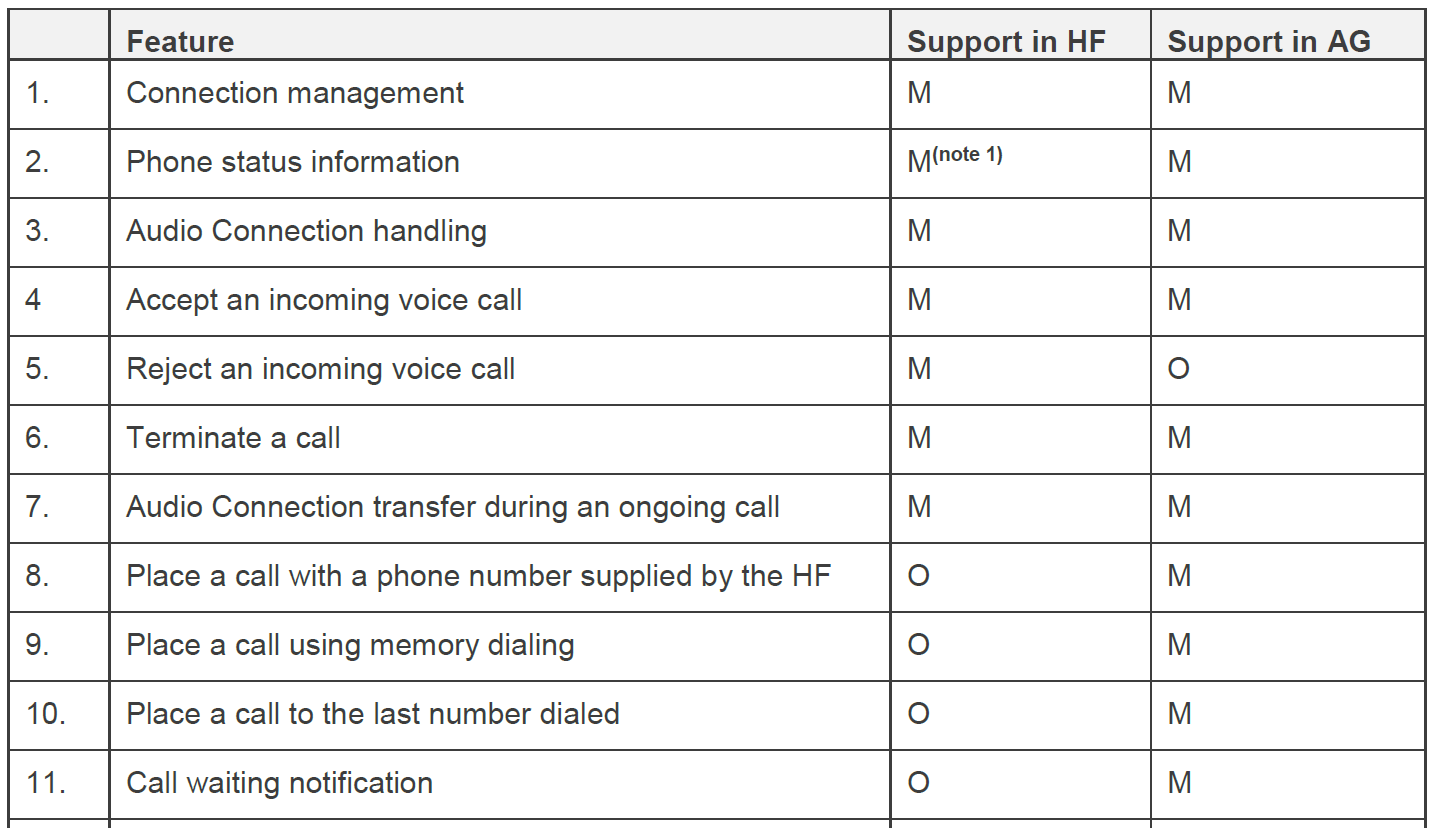 Feature Support in HF Support in AG
1. Connection management M M
2. Phone status information M(note 1) M
3. Audio Connection handling M M
4 Accept an incoming voice call M M
5. Reject an incoming voice call M O
6. Terminate a call M M
7. Audio Connection transfer during an ongoing call M M
8. Place a call with a phone number supplied by the HF O M
9. Place a call using memory dialing O M
10. Place a call to the last number dialed O M
11. Call waiting notification O M